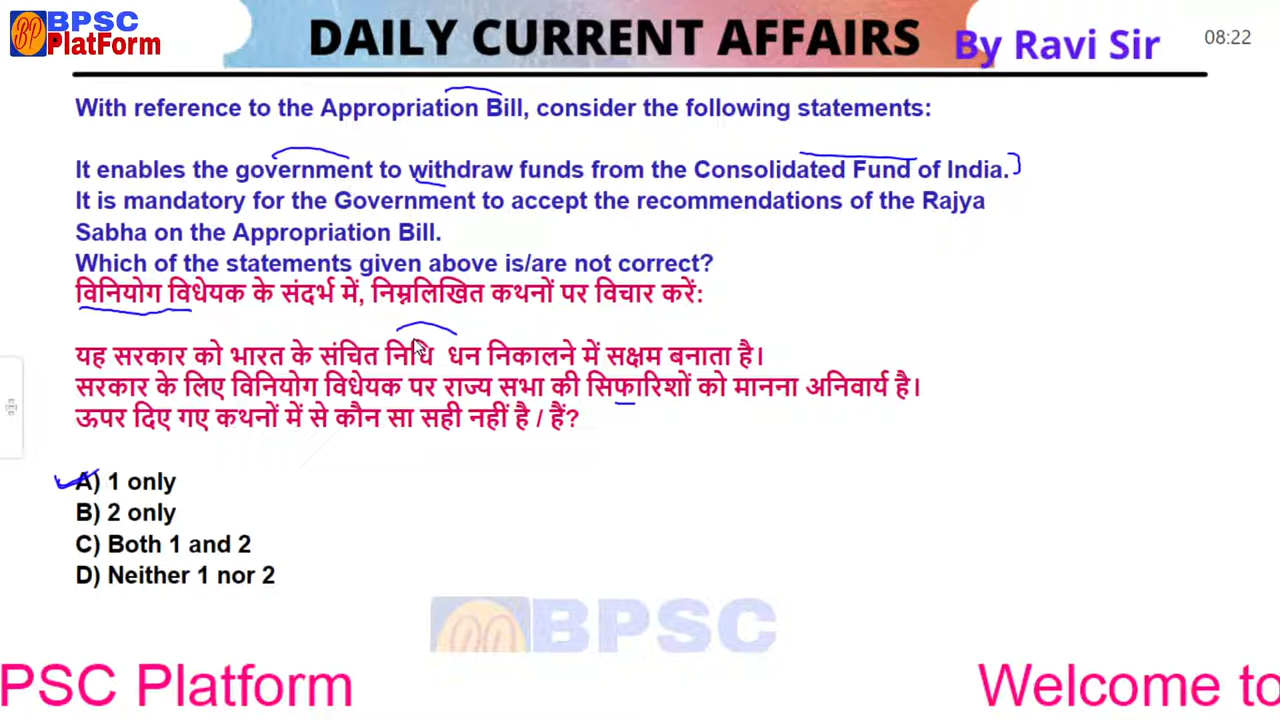 BPSC
PlatForm
DAILY CURRENT AFFAIRS
By Ravi Sir
08:22
With reference to the Appropriation Bill, consider the following statements:
It enables the government to withdraw funds from the Consolidated Fund of India.
It is mandatory for the Government to accept the recommendations of the Rajya
Sabha on the Appropriation Bill.
Which of the statements given above is/are not correct?
विनियोग विधेयक के संदर्भ में, निम्नलिखित कथनों पर विचार करें:
यह सरकार को भारत के संचित निधि धन निकालने में सक्षम बनाता है।
सरकार के लिए विनियोग विधेयक पर राज्य सभा की सिफारिशों को मानना अनिवार्य है।
ऊपर दिए गए कथनों में से कौन सा सही नहीं है / हैं?
A) 1 only
B) 2 only
C) Both 1 and 2
D) Neither 1 nor 2
BPSC
PSC Platform
Welcome to